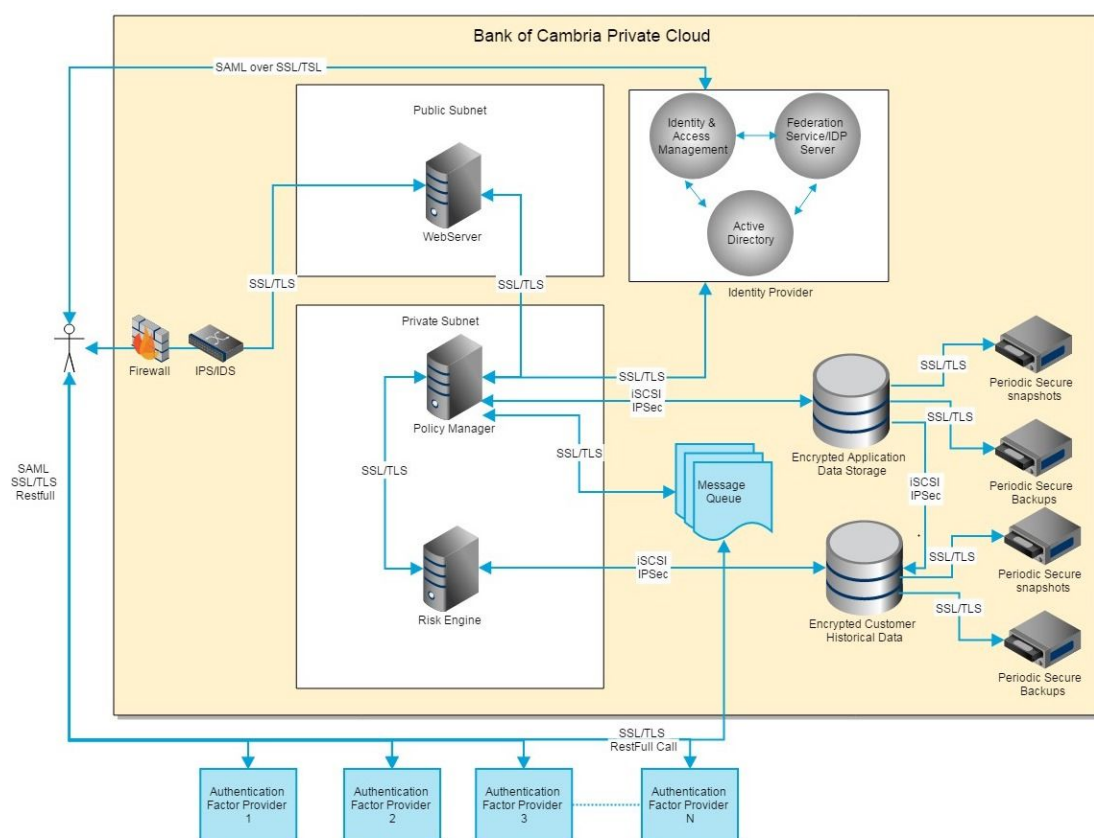 Bank of Cambria Private Cloud
SAML over SSL/TSL
Public Subnet
WebServer
SSL/TLS
SSL/TLS
Identity &
Access
Management
Federation
Service/IDP
Server
Active
Directory
Identity Provider
Firewall
IPS/IDS
Private Subnet
Policy Manager
SSL/TLS
iSCSI
IPSec
SSL/TLS
SSL/TLS
Message
Queue
Risk Engine
iSCSI
IPSec
Encrypted Application
Data Storage
SSL/TLS
Periodic Secure
snapshots
SSL/TLS
Periodic Secure
Backups
iSCSI
IPSec
Encrypted Customer
Historical Data
SSL/TLS
Periodic Secure
snapshots
SSL/TLS
Periodic Secure
Backups
SAML
SSL/TLS
Restfull
SSL/TLS
RestFull Call
Authentication
Factor Provider
1
Authentication
Factor Provider
2
Authentication
Factor Provider
3
Authentication
Factor Provider
N